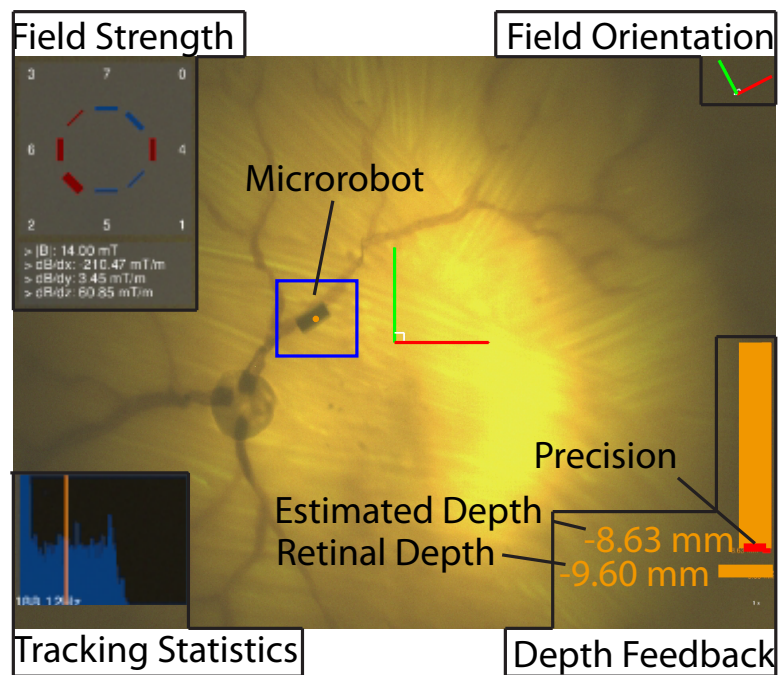 Field Strength
Field Orientation
3 7 0
6 4
2 5 1
> |B|: 14.00 mT
> dB/dx: -210.47 mT/m
> dB/dy: 3.45 mT/m
> dB/dz: 60.85 mT/m
Microrobot
Precision
Estimated Depth
-8.63 mm
Retinal Depth
-9.60 mm
Tracking Statistics
Depth Feedback